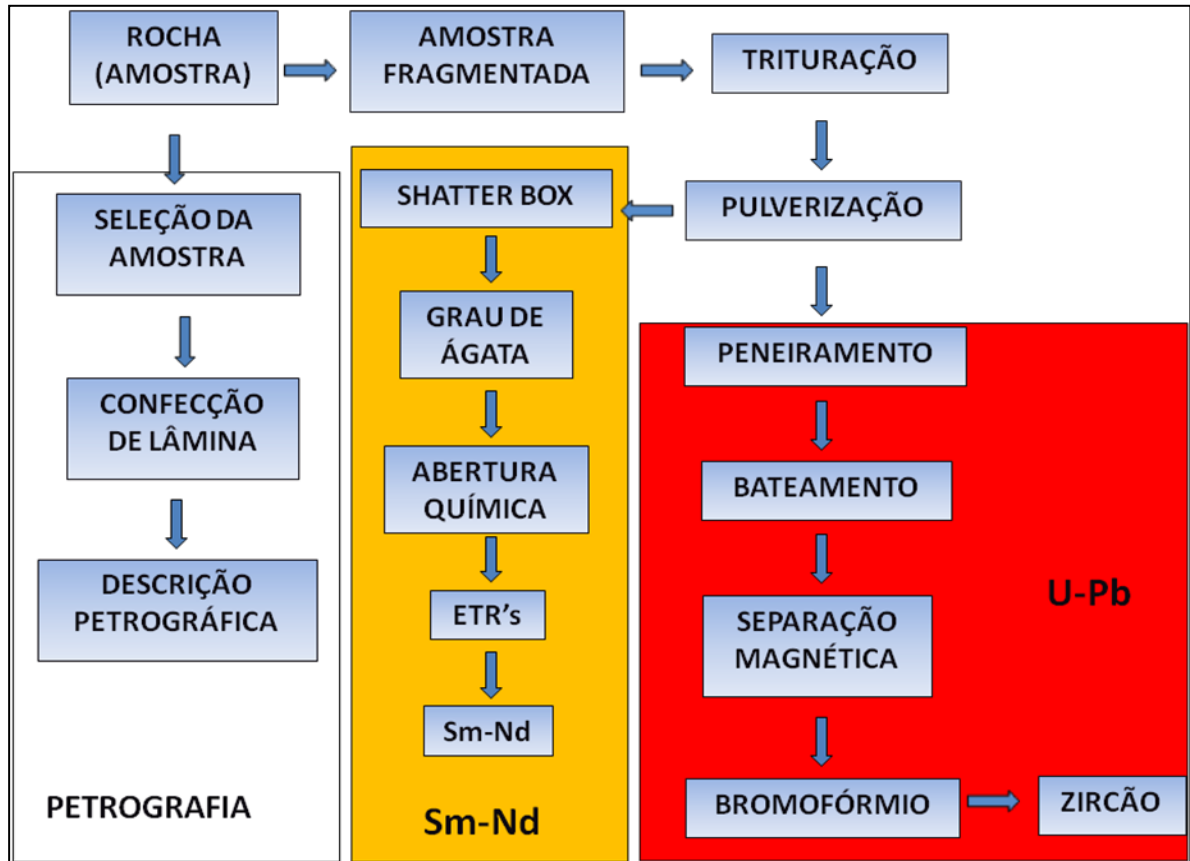 ROCHA
(AMOSTRA)
AMOSTRA
FRAGMENTADA
TRITURAÇÃO
PULVERIZAÇÃO
SELEÇÃO DA
AMOSTRA
CONFECÇÃO
DE LÂMINA
DESCRIÇÃO
PETROGRÁFICA
PETROGRAFIA
SHATTER BOX
GRAU DE
ÁGATA
ABERTURA
QUÍMICA
ETR's
Sm-Nd
Sm-Nd
PENEIRAMENTO
BATEAMENTO
SEPARAÇÃO
MAGNÉTICA
BROMOFÓRMIO
ZIRCÃO
U-Pb